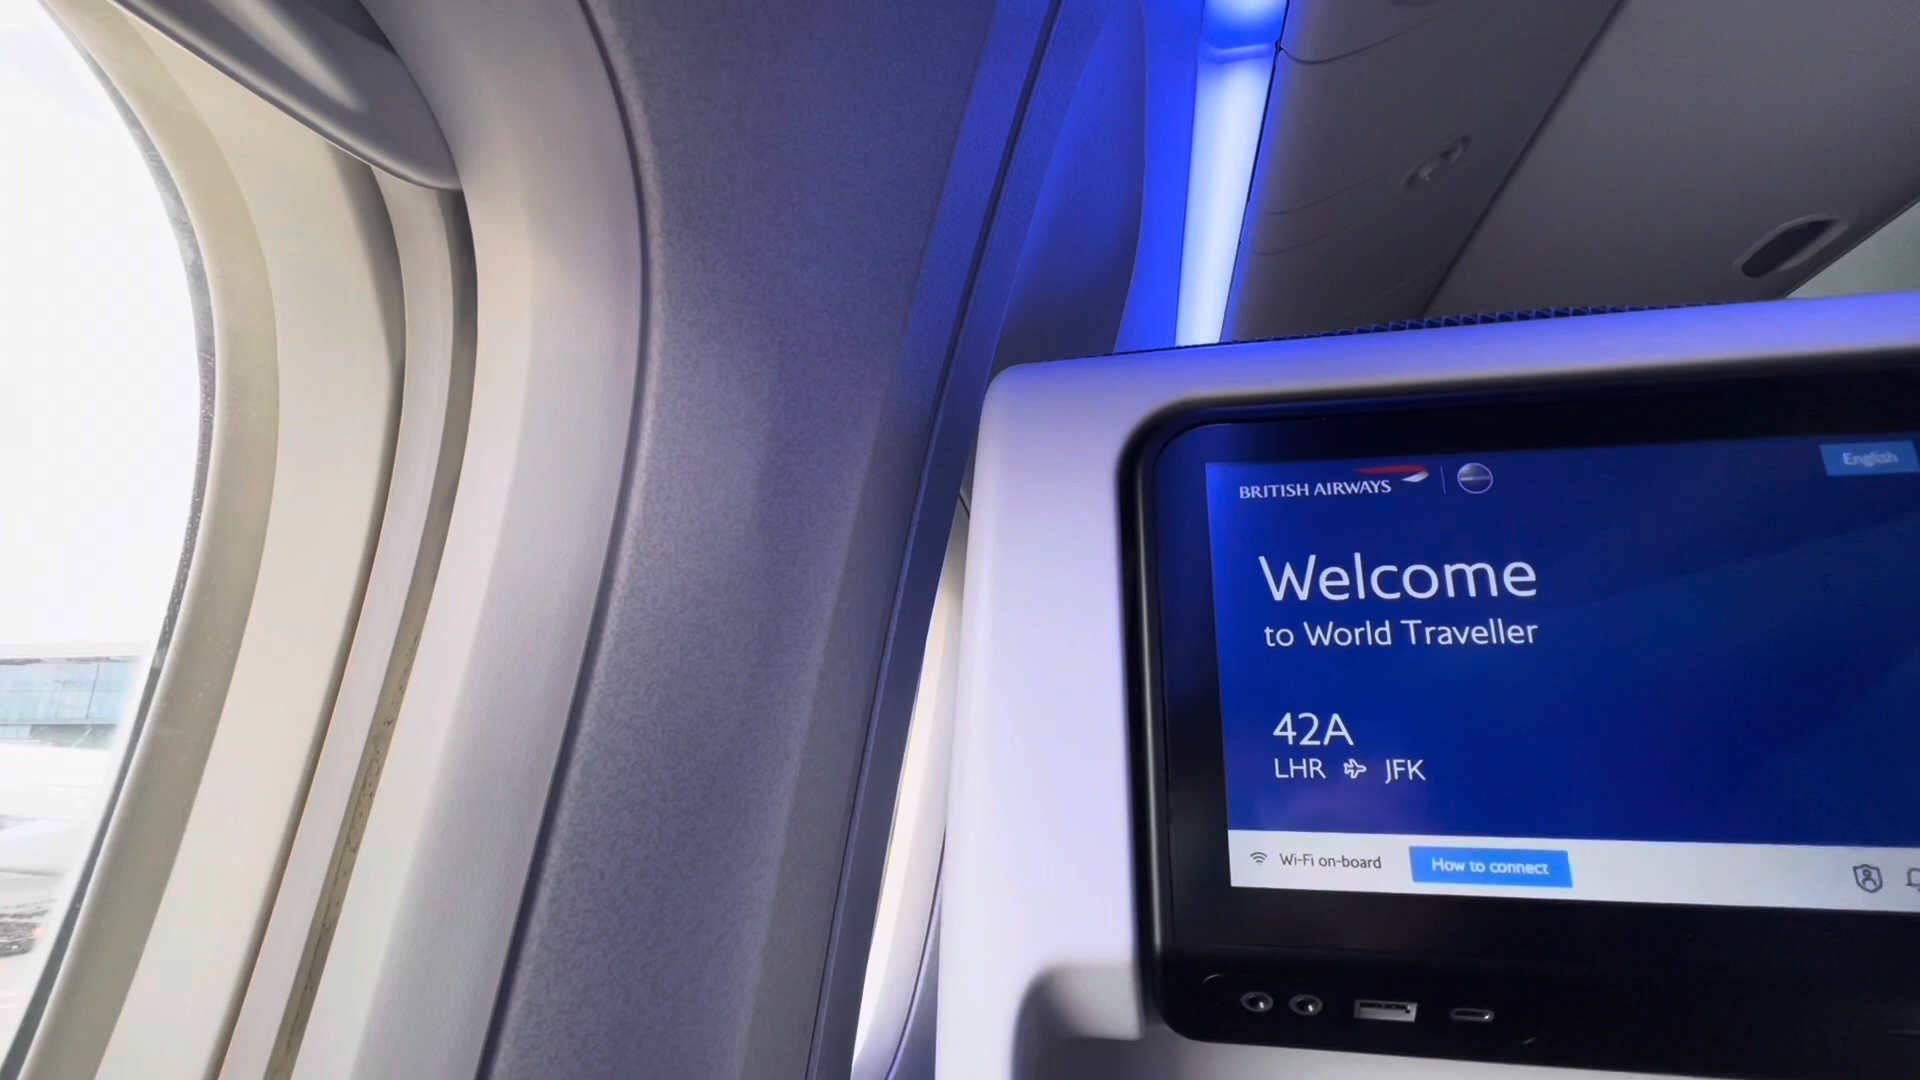 BRITISH AIRWAYS
English
Welcome
to World Traveller
42A
LHR JFK
Wi-Fi on-board
How to connect